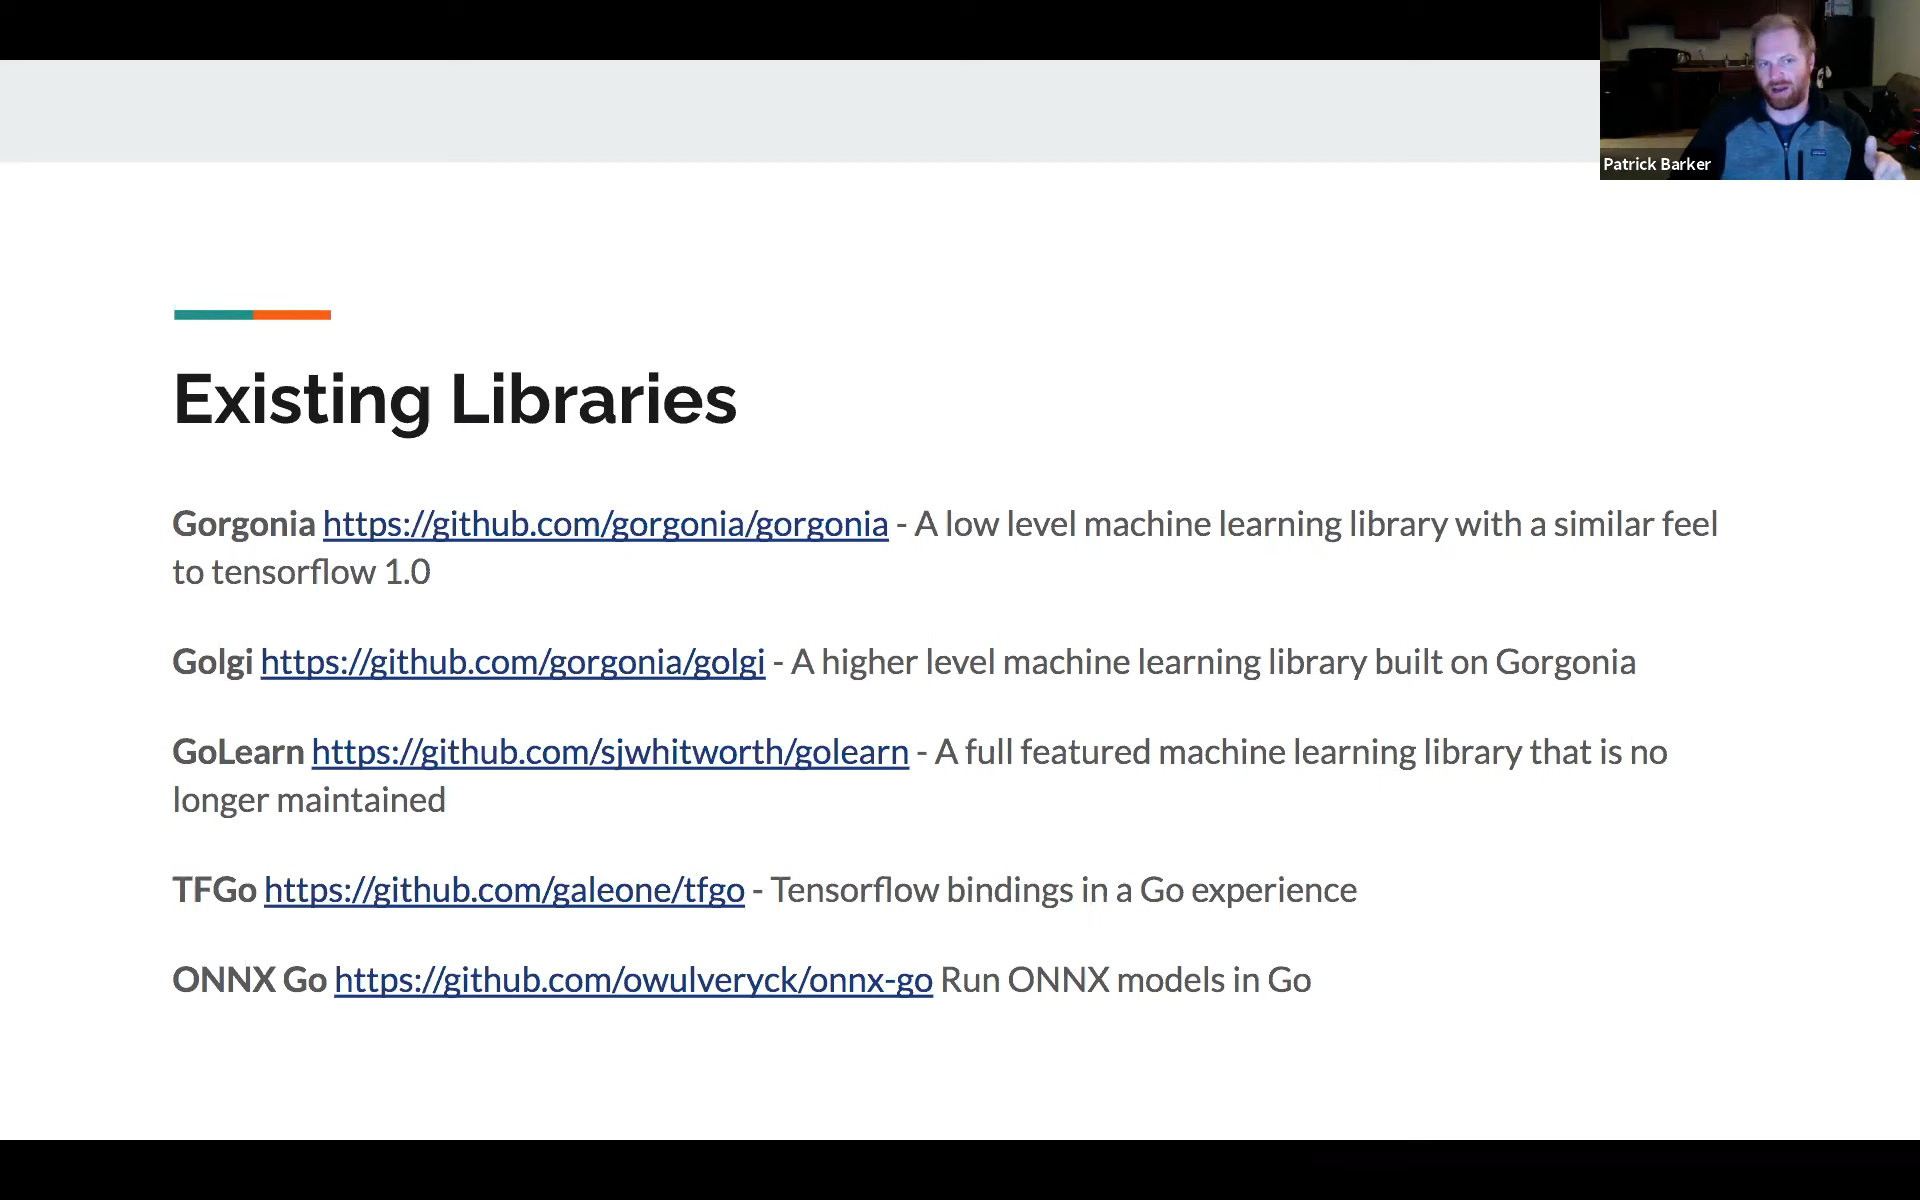 Patrick Barker
Existing Libraries
Gorgonia https://github.com/gorgonia/gorgonia - A low level machine learning library with a similar feel
to tensorflow 1.0
Golgi https://github.com/gorgonia/golgi - A higher level machine learning library built on Gorgonia
GoLearn https://github.com/sjwhitworth/golearn - A full featured machine learning library that is no
longer maintained
TFGo https://github.com/galeone/tfgo - Tensorflow bindings in a Go experience
ONNX Go https://github.com/owulveryck/onnx-go Run ONNX models in Go